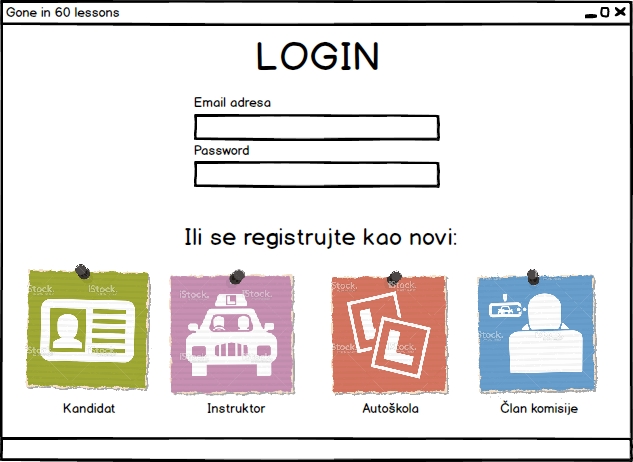 Gone in 60 lessons
LOGIN
Email adresa
Password
Ili se registrujte kao novi:
iStock.
iStock.
iStock.
iStock.
L
L
Kandidat
Instruktor
Autoškola
Član komisije